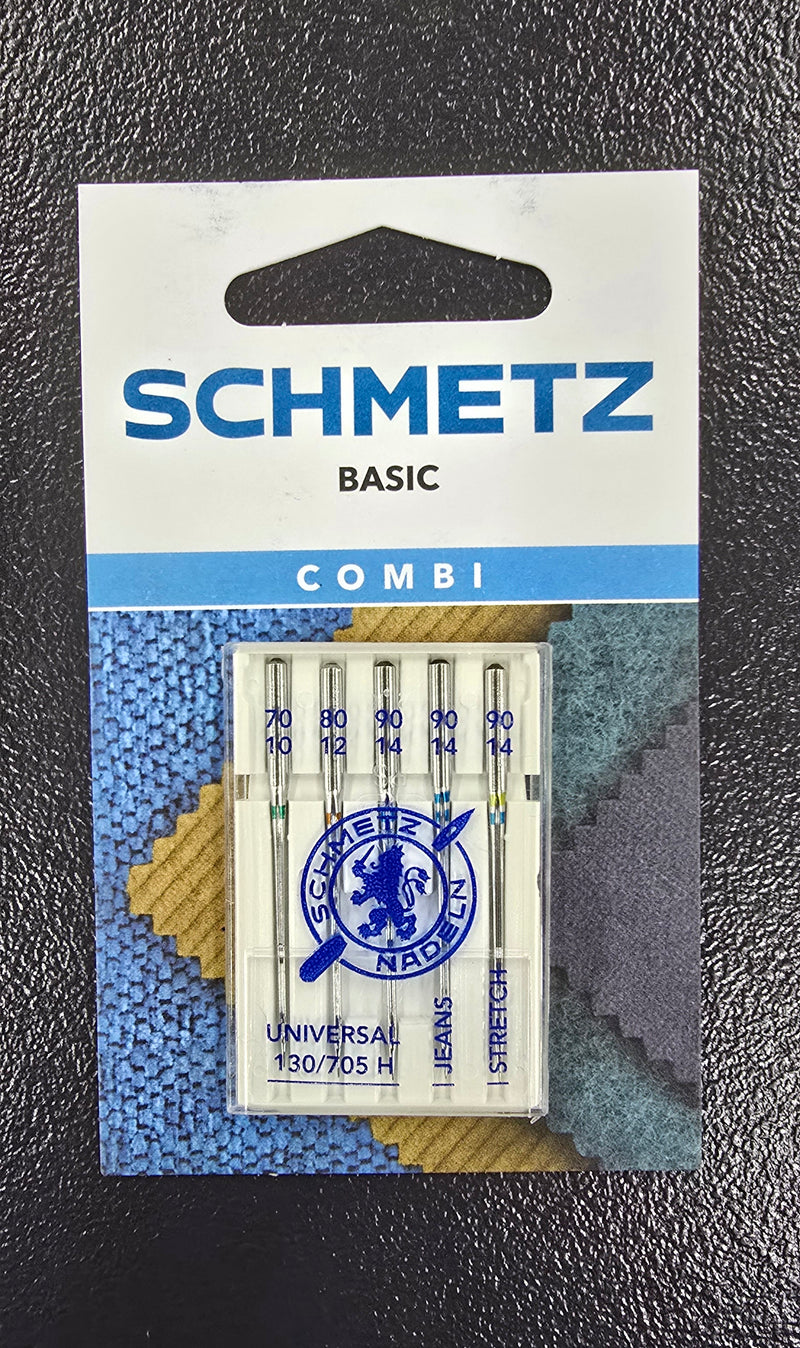 SCHMETZ
BASIC
COMBI
70 80 90 90 90
10 12 14 14 14
SCHMETZ
NADELN
UNIVERSAL
130/705 H
JEANS
STRETCH